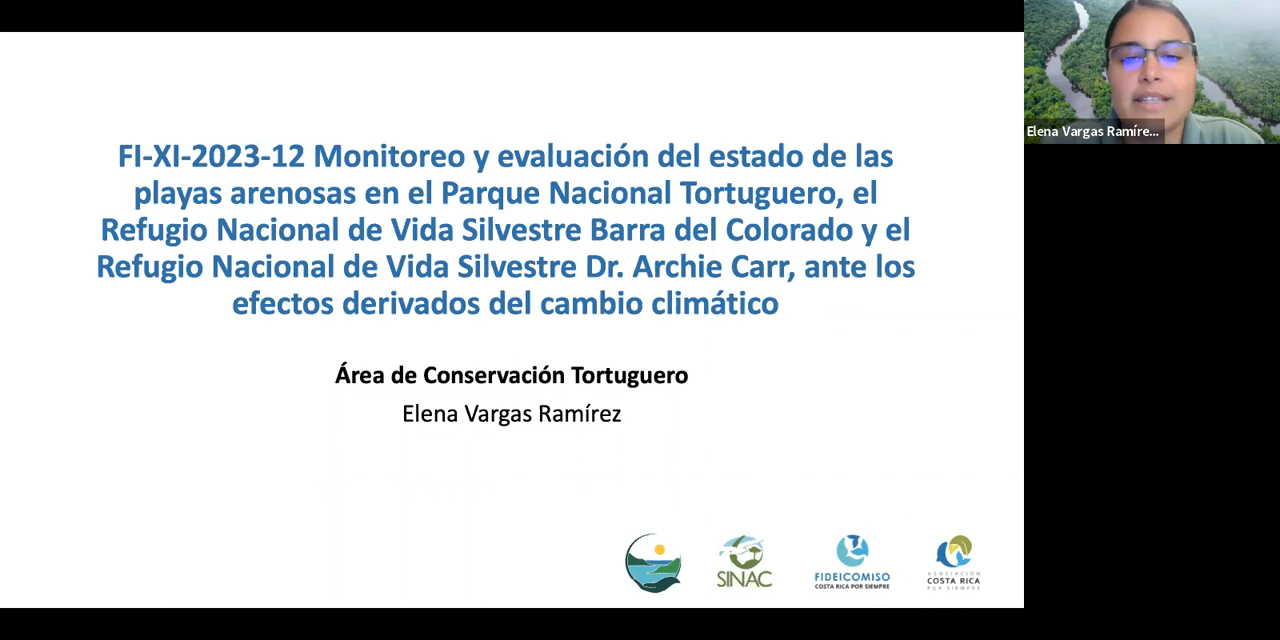 FI-XI-2023-12 Monitoreo y evaluación del estado de las
playas arenosas en el Parque Nacional Tortuguero, el
Refugio Nacional de Vida Silvestre Barra del Colorado y el
Refugio Nacional de Vida Silvestre Dr. Archie Carr, ante los
efectos derivados del cambio climático
Área de Conservación Tortuguero
Elena Vargas Ramírez
Elena Vargas Ramíre...
SINAC
FIDEICOMISO
COSTA RICA POR SIEMPRE
ASOCIACIÓN
COSTA RICA
POR SIEMPRE